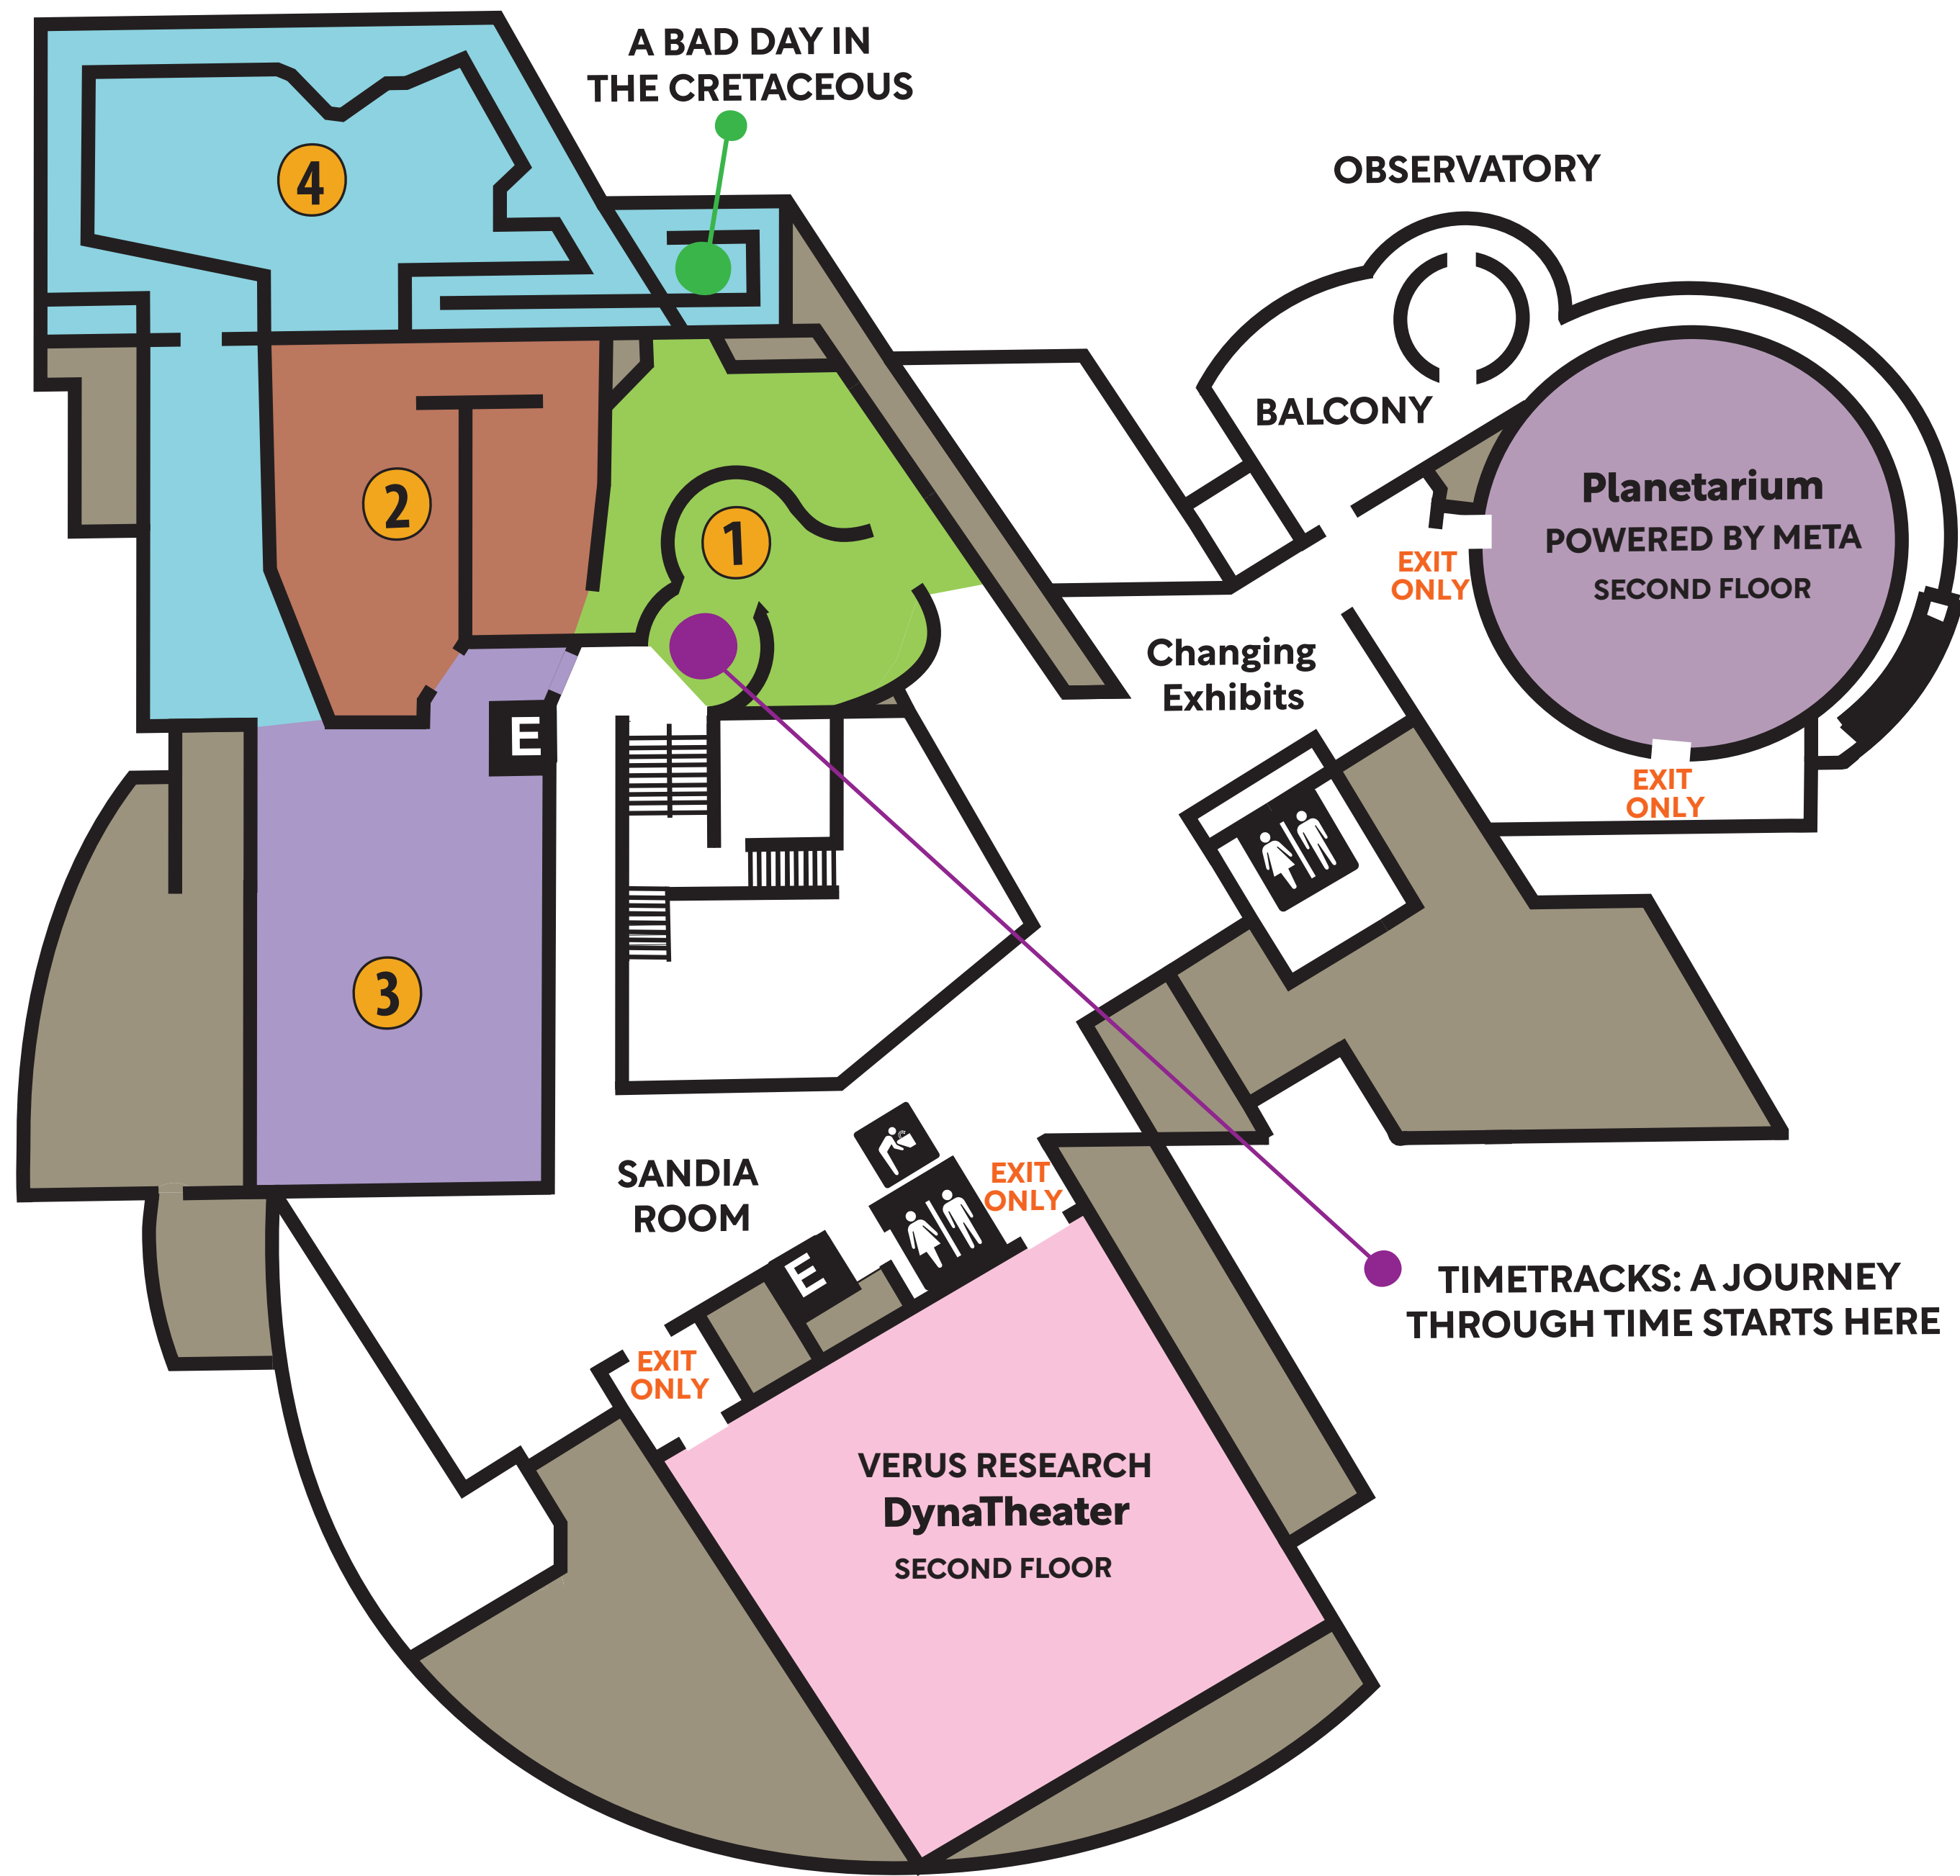 A BAD DAY IN
THE CRETACEOUS
OBSERVATORY
4
BALCONY
2
1
Planetarium
POWERED BY META
SECOND FLOOR
EXIT
ONLY
Changing
Exhibits
E
EXIT
ONLY
3
SANDIA
ROOM
EXIT
ONLY
E
TIMETRACKS: A JOURNEY
THROUGH TIME STARTS HERE
EXIT
ONLY
VERUS RESEARCH
DynaTheater
SECOND FLOOR